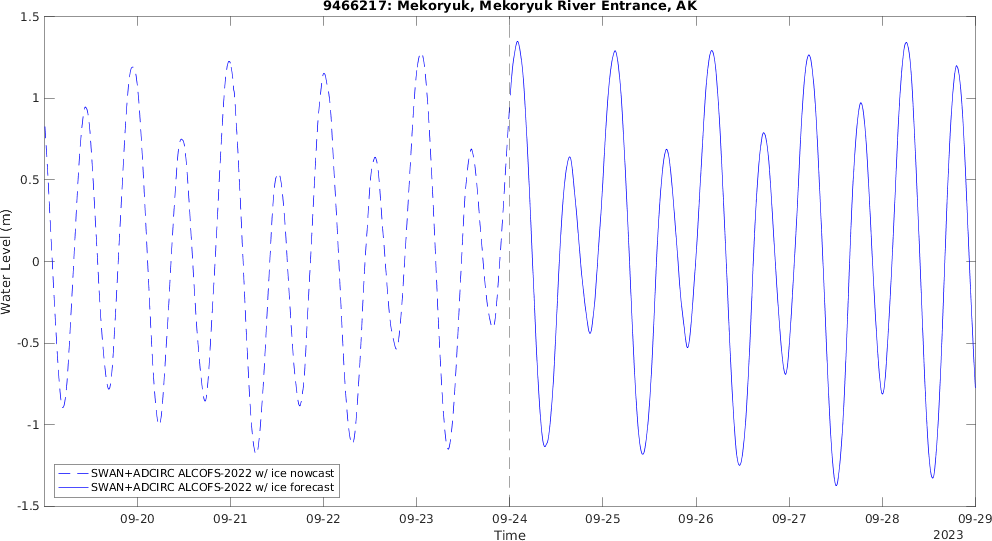 9466217: Mekoryuk, Mekoryuk River Entrance, AK
1.5
1
0.5
0
-0.5
-1
-1.5
Water Level (m)
SWAN+ADCIRC ALCOFS-2022 w/ ice nowcast
SWAN+ADCIRC ALCOFS-2022 w/ ice forecast
09-20 09-21 09-22 09-23 09-24 09-25 09-26 09-27 09-28 09-29
Time
2023